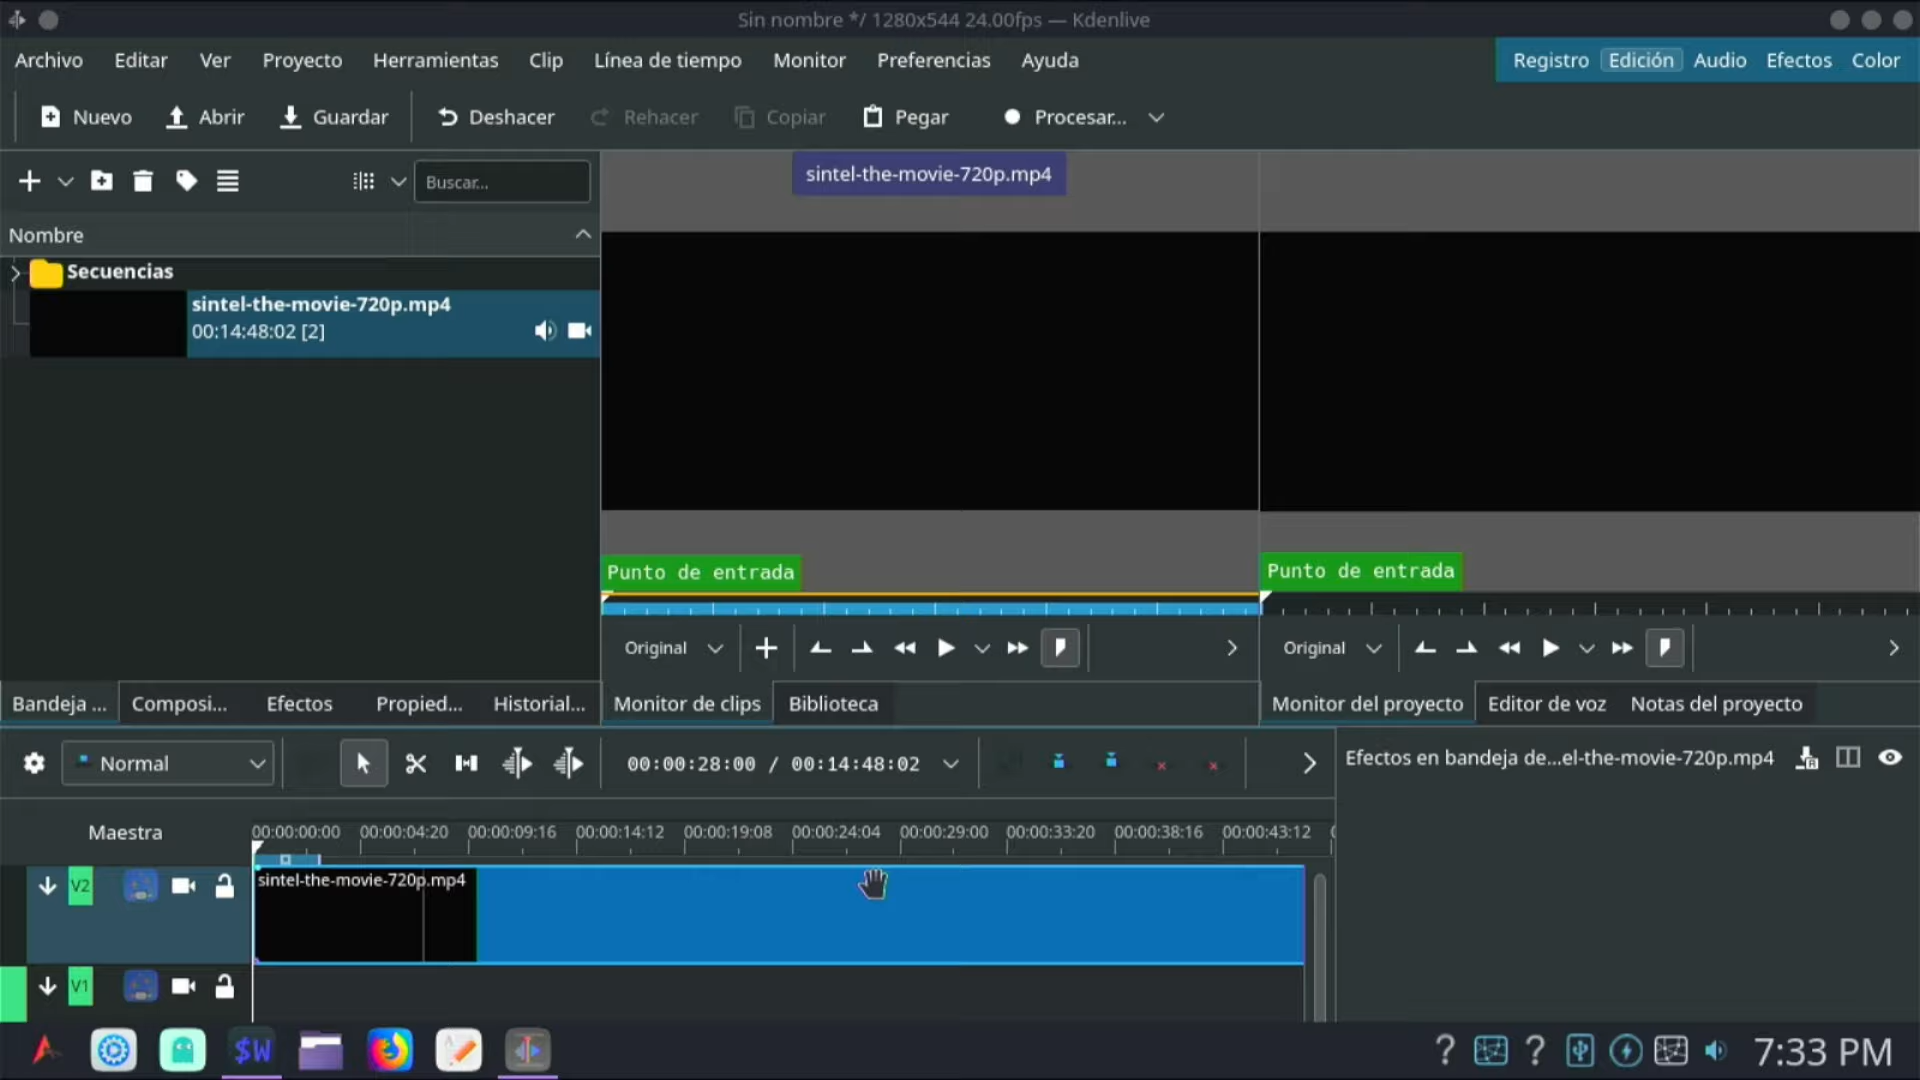 Sin nombre */ 1280x544 24.00fps — Kdenlive
Archivo Editar Ver Proyecto Herramientas Clip Línea de tiempo Monitor Preferencias Ayuda
Registro Edición Audio Efectos Color
Nuevo Abrir Guardar Deshacer Rehacer Copiar Pegar Procesar...
Buscar...
sintel-the-movie-720p.mp4
Nombre
Secuencias
sintel-the-movie-720p.mp4
00:14:48:02 [2]
Punto de entrada
Punto de entrada
Original
Original
Bandeja ... Composi... Efectos Propied... Historial...
Monitor de clips Biblioteca
Monitor del proyecto Editor de voz Notas del proyecto
Normal
00:00:28:00 / 00:14:48:02
Efectos en bandeja de...el-the-movie-720p.mp4
Maestra
00:00:00:00 00:00:04:20 00:00:09:16 00:00:14:12 00:00:19:08 00:00:24:04 00:00:29:00 00:00:33:20 00:00:38:16 00:00:43:12
V2
sintel-the-movie-720p.mp4
V1
$W
7:33 PM